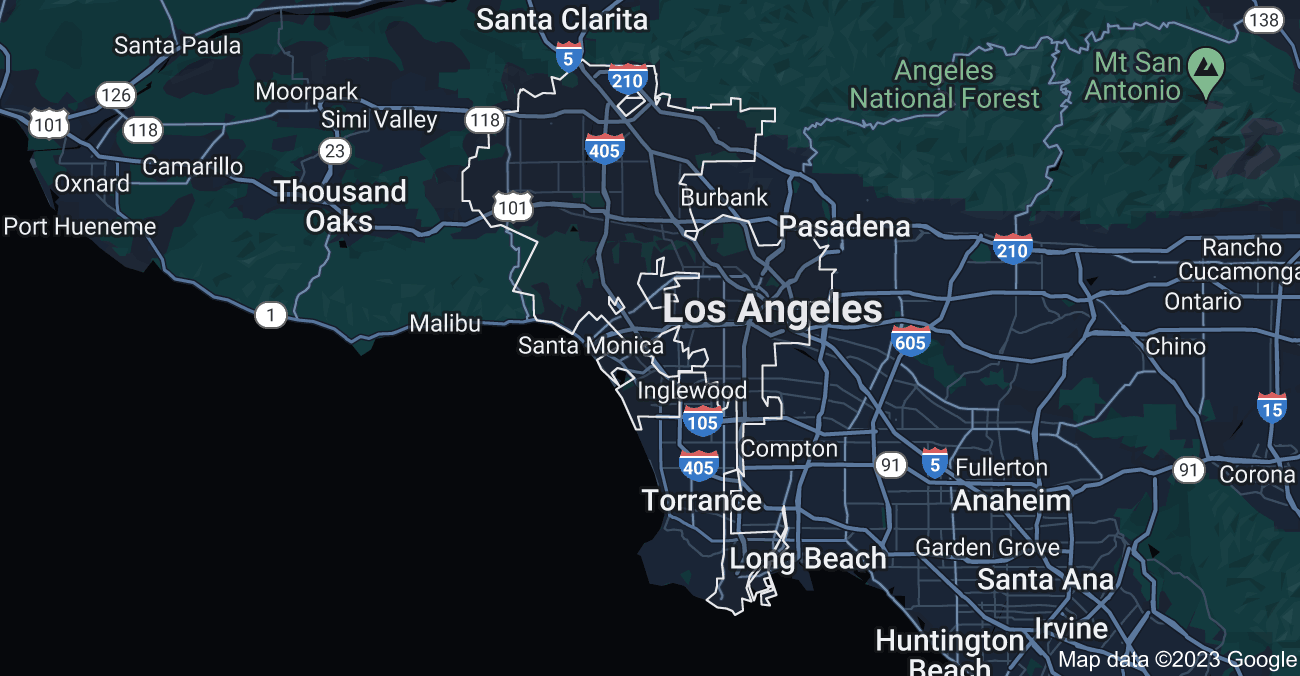 Santa Clarita
138
Santa Paula
5
210
Angeles
National Forest
Mt San
Antonio
126
Moorpark
101
118
Simi Valley
118
405
23
Camarillo
Oxnard
Thousand
Oaks
Burbank
101
Port Hueneme
Pasadena
210
Rancho
Cucamonga
Ontario
1
Malibu
Los Angeles
605
Santa Monica
Chino
Inglewood
15
105
Compton
405
91
5
Fullerton
91
Corona
Torrance
Anaheim
Long Beach
Garden Grove
Santa Ana
Huntington
Beach
Irvine
Map data ©2023 Google